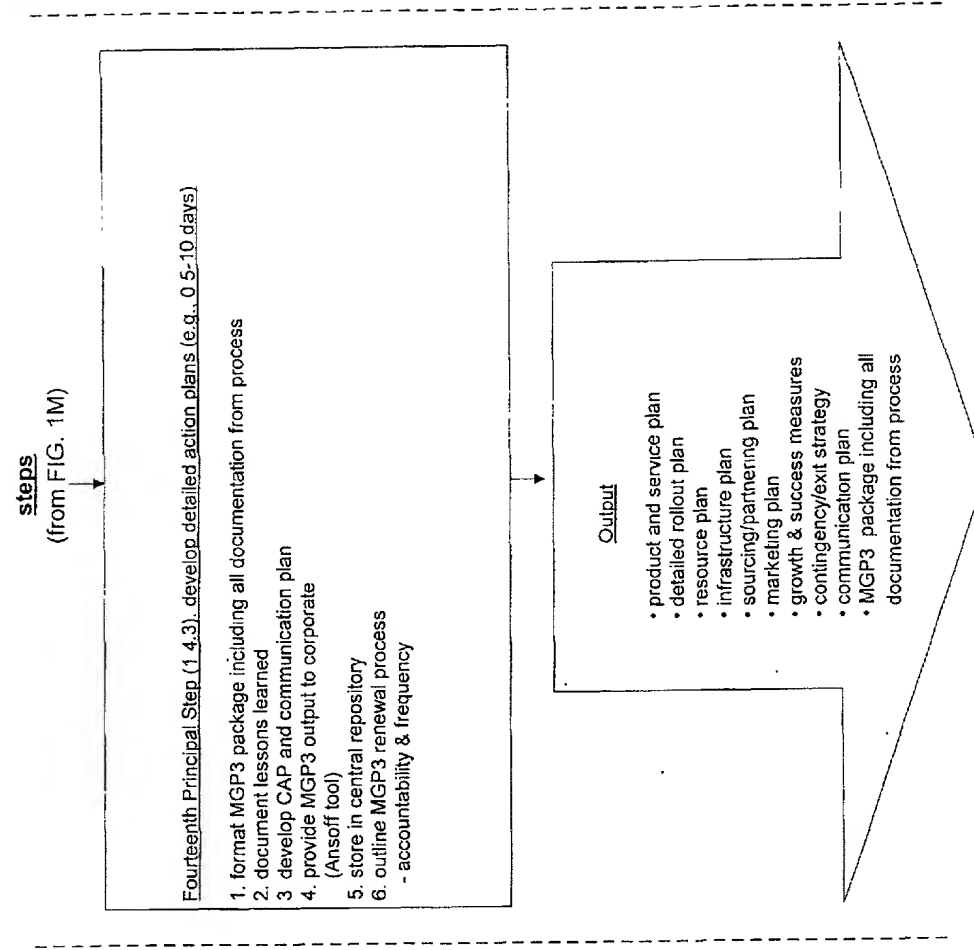 steps
(from FIG. 1M)
Fourteenth Principal Step (1 4.3), develop detailed action plans (e.g., 0 5-10 days)
1. format MGP3 package including all documentation from process
2. document lessons learned
3 develop CAP and communication plan
4. provide MGP3 output to corporate
(Ansoff tool)
5. store in central repository
6. outline MGP3 renewal process
- accountability & frequency
Output
• product and service plan
• detailed rollout plan
• resource plan
• infrastructure plan
• sourcing/partnering plan
• marketing plan
• growth & success measures
• contingency/exit strategy
• communication plan
• MGP3 package including all
documentation from process